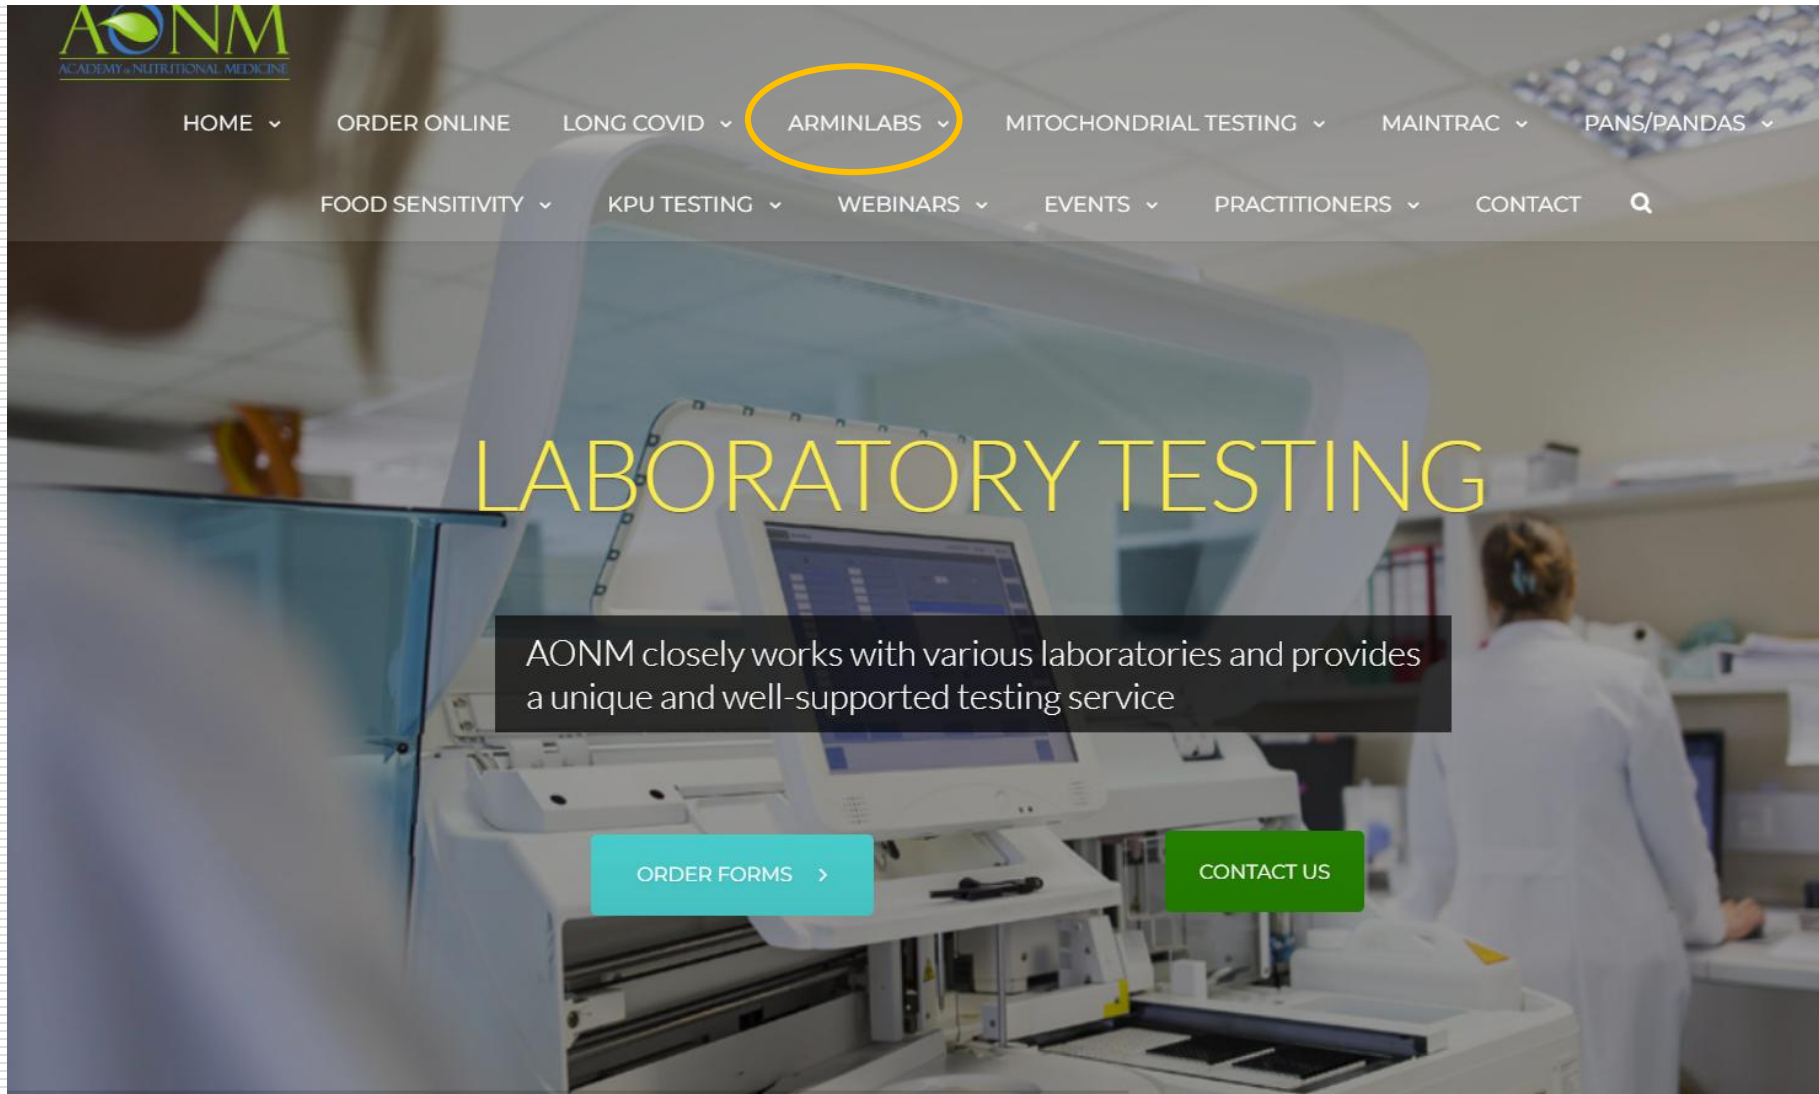 AONM
ACADEMY of NUTRITIONAL MEDICINE
HOME ORDER ONLINE LONG COVID ARMINLABS MITOCHONDRIAL TESTING MAINTRAC PANS/PANDAS
FOOD SENSITIVITY KPU TESTING WEBINARS EVENTS PRACTITIONERS CONTACT
LABORATORY TESTING
AONM closely works with various laboratories and provides
a unique and well-supported testing service
ORDER FORMS >
CONTACT US